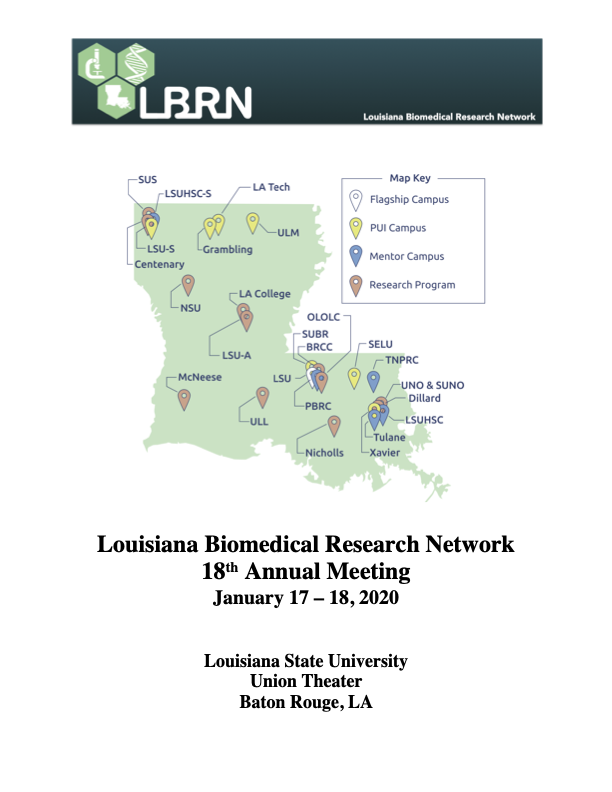 LBRN
Louisiana Biomedical Research Network
SUS
LSUHSC-S
LA Tech
ULM
LSU-S
Grambling
Centenary
Map Key
Flagship Campus
PUI Campus
Mentor Campus
Research Program
NSU
LA College
OLOLC
SUBR
BRCC
LSU-A
SELU
TNPRC
McNeese
LSU
UNO & SUNO
Dillard
PBRC
LSUHSC
ULL
Tulane
Nicholls
Xavier
Louisiana Biomedical Research Network
18th Annual Meeting
January 17 – 18, 2020
Louisiana State University
Union Theater
Baton Rouge, LA